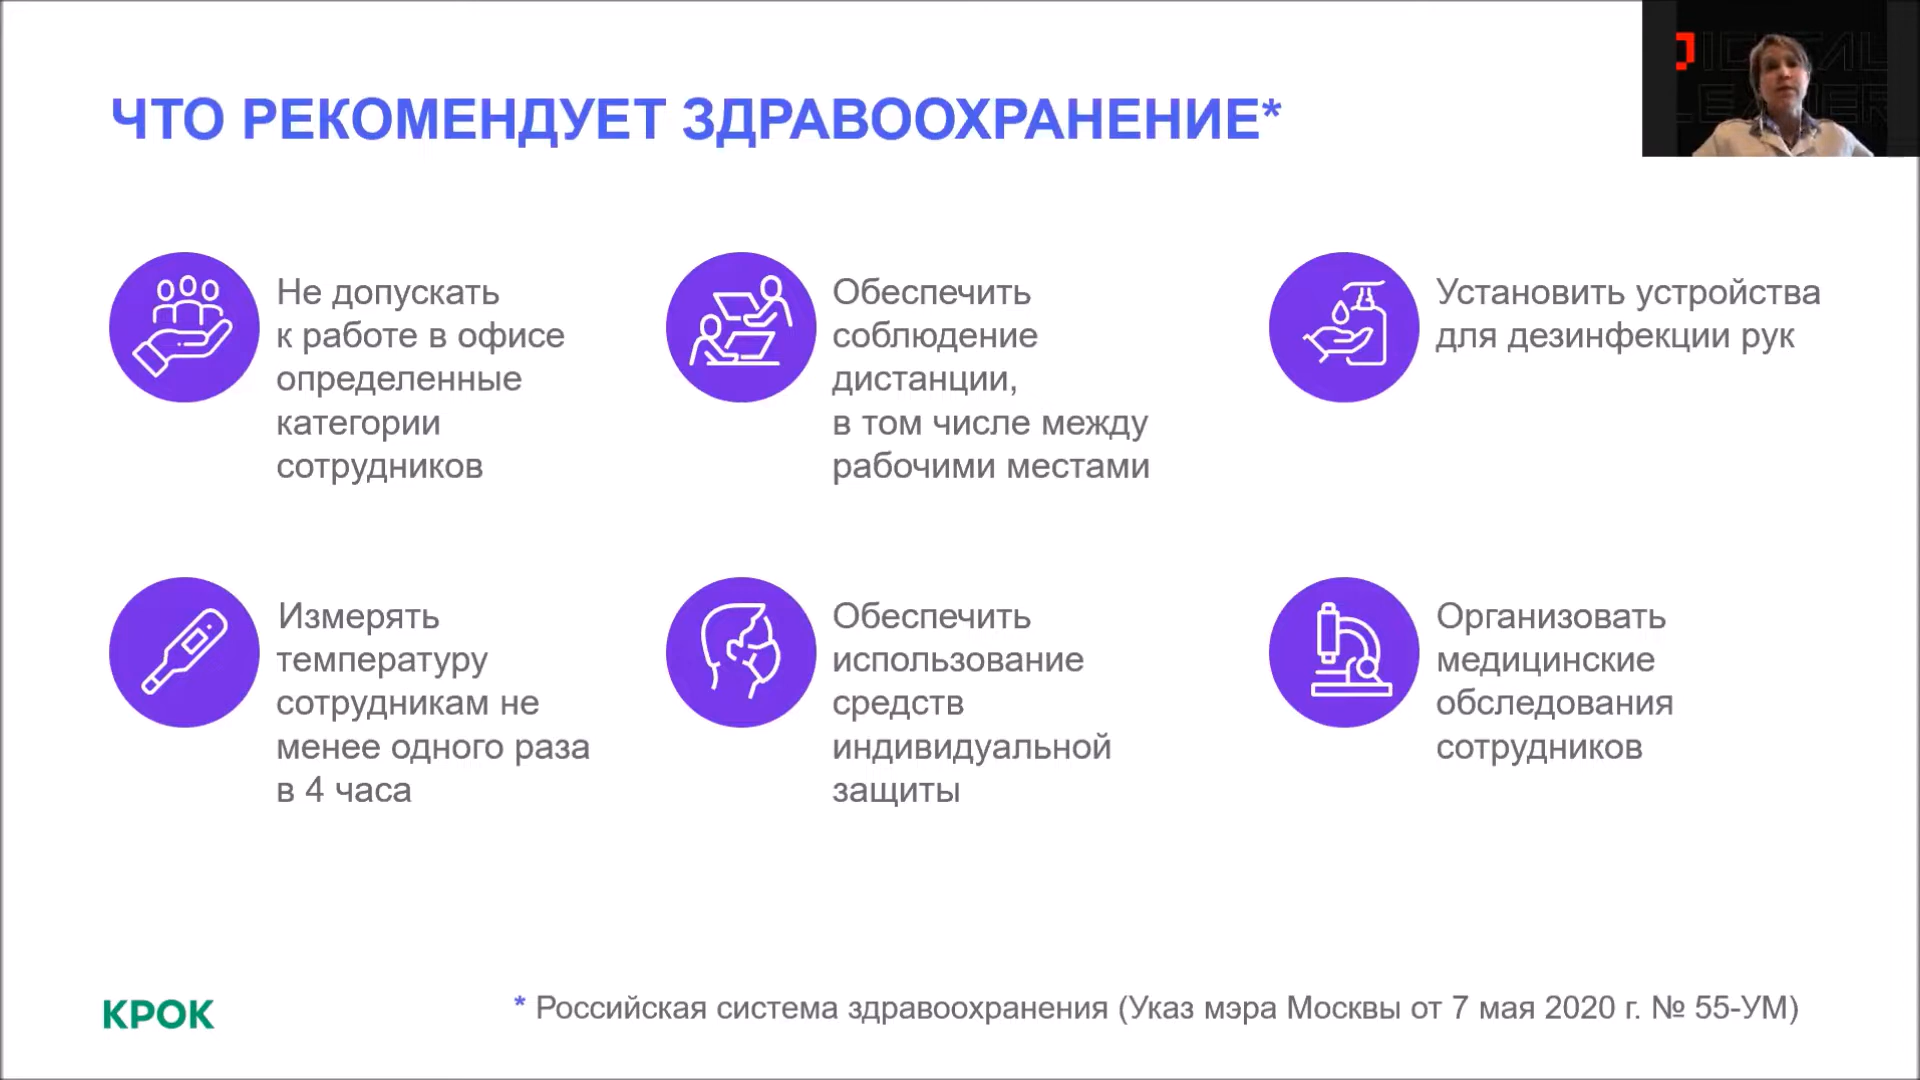 ЧТО РЕКОМЕНДУЕТ ЗДРАВООХРАНЕНИЕ*
Не допускать
к работе в офисе
определенные
категории
сотрудников
Обеспечить
соблюдение
дистанции,
в том числе между
рабочими местами
Установить устройства
для дезинфекции рук
Измерять
температуру
сотрудникам не
менее одного раза
в 4 часа
Обеспечить
использование
средств
индивидуальной
защиты
Организовать
медицинские
обследования
сотрудников
КРОК
* Российская система здравоохранения (Указ мэра Москвы от 7 мая 2020 г. № 55-УМ)